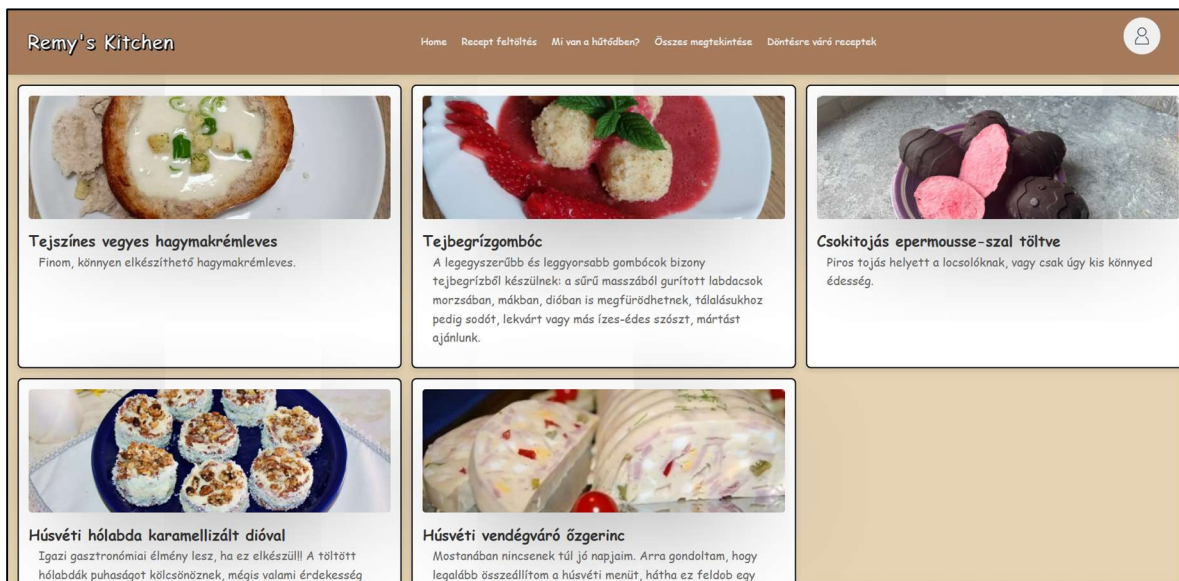 Remy's Kitchen
Home Recept feltöltés Mi van a hűtődben? Összes megtekintése Döntésre váró receptek
Tejszínes vegyes hagymakrémleves
Finom, könnyen elkészíthető hagymakrémleves.
Tejbegrízgombóc
A legegyszerűbb és leggyorsabb gombócok bizony
tejbegrízből készülnek: a sűrű masszából gurított labdacsok
morzsában, mákban, dióban is megfürödhetnek, tálalásukhoz
pedig sodót, lekvárt vagy más ízes-édes szószt, mártást
ajánlunk.
Csokitojás epermousse-szal töltve
Piros tojás helyett a locsolóknak, vagy csak úgy kis könnyed
édesség.
Húsvéti hólabda karamellizált dióval
Igazi gasztronómiai élmény lesz, ha ez elkészül!! A töltött
hólabdák puhaságot kölcsönöznek, mégis valami érdekesség
Húsvéti vendégváró őzgerinc
Mostanában nincsenek túl jó napjaim. Arra gondoltam, hogy
legalább összeállítom a húsvéti menüt, hátha ez feldob egy